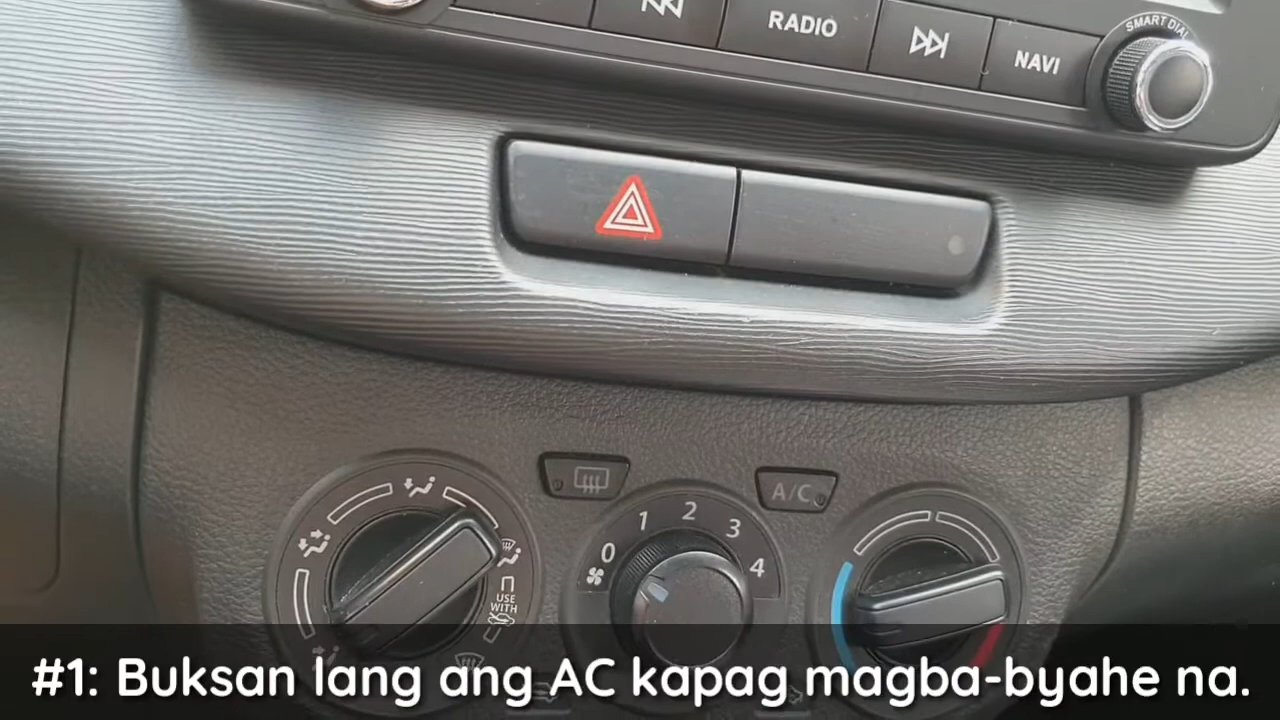 SMART DIAL
RADIO
NAVI
A/C
0 1 2 3 4
USE
WITH
#1: Buksan lang ang AC kapag magba-byahe na.